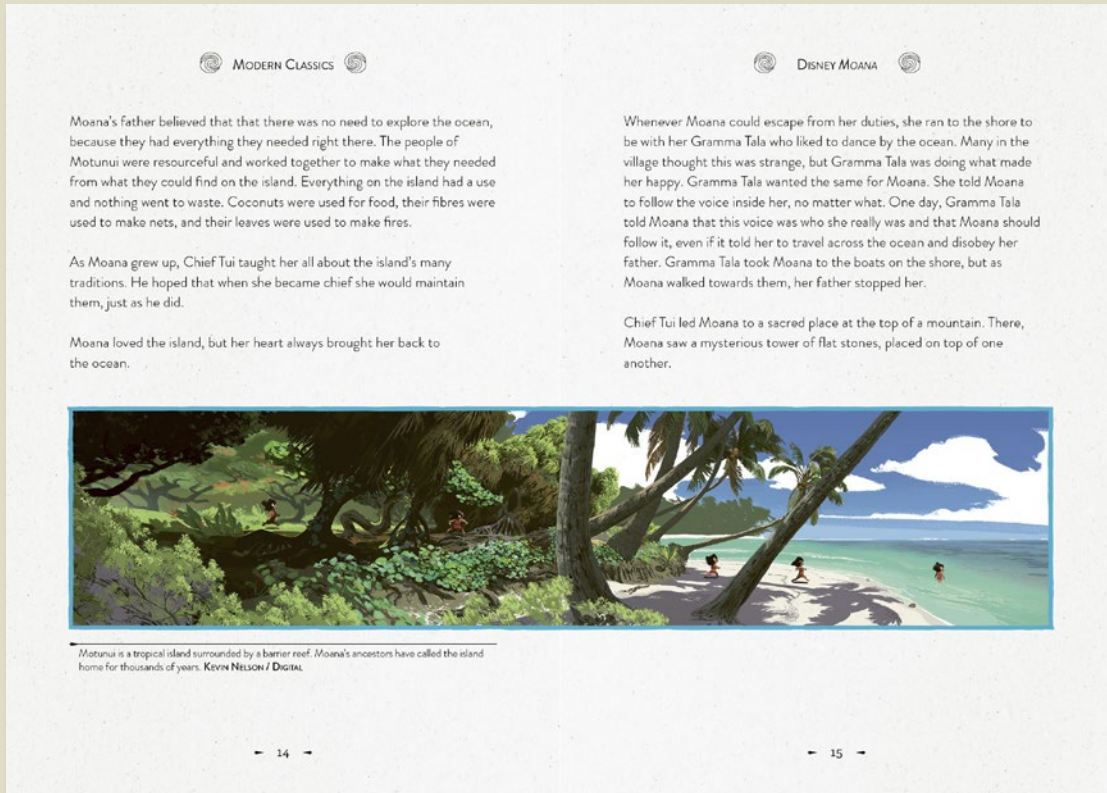 MODERN CLASSICS
Moana's father believed that that there was no need to explore the ocean,
because they had everything they needed right there. The people of
Motunui were resourceful and worked together to make what they needed
from what they could find on the island. Everything on the island had a use
and nothing went to waste. Coconuts were used for food, their fibres were
used to make nets, and their leaves were used to make fires.
As Moana grew up, Chief Tui taught her all about the island's many
traditions. He hoped that when she became chief she would maintain
them, just as he did.
Moana loved the island, but her heart always brought her back to
the ocean.
Motunui is a tropical island surrounded by a barrier reef. Moana's ancestors have called the island
home for thousands of years. KEVIN NELSON / DIGITAL
14
DISNEY MOANA
Whenever Moana could escape from her duties, she ran to the shore to
be with her Gramma Tala who liked to dance by the ocean. Many in the
village thought this was strange, but Gramma Tala was doing what made
her happy. Gramma Tala wanted the same for Moana. She told Moana
to follow the voice inside her, no matter what. One day, Gramma Tala
told Moana that this voice was who she really was and that Moana should
follow it, even if it told her to travel across the ocean and disobey her
father. Gramma Tala took Moana to the boats on the shore, but as
Moana walked towards them, her father stopped her.
Chief Tui led Moana to a sacred place at the top of a mountain. There,
Moana saw a mysterious tower of flat stones, placed on top of one
another.
15